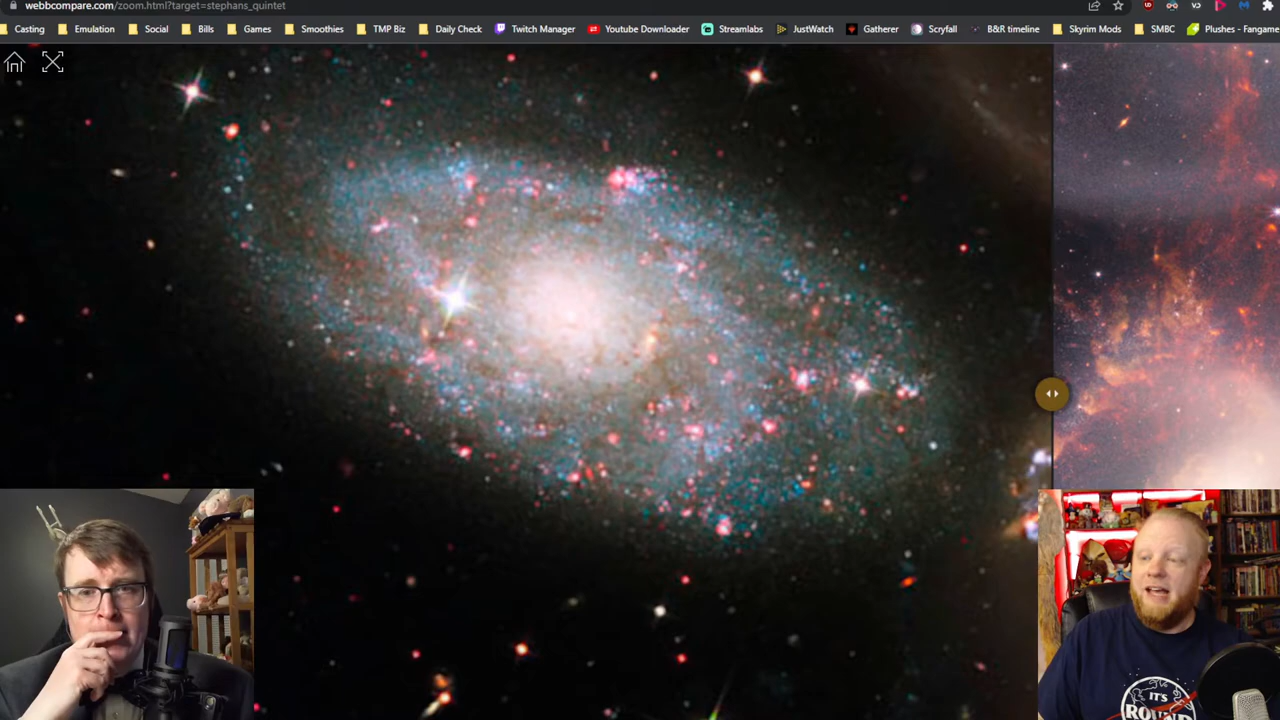 webbcompare.com/zoom.html?target=stephans_quintet
Casting Emulation Social Bills Games Smoothies TMP Biz Daily Check Twitch Manager Youtube Downloader Streamlabs JustWatch Gatherer Scryfall B&R timeline Skyrim Mods SMBC Plushes - Fangame
IT'S
ROUND